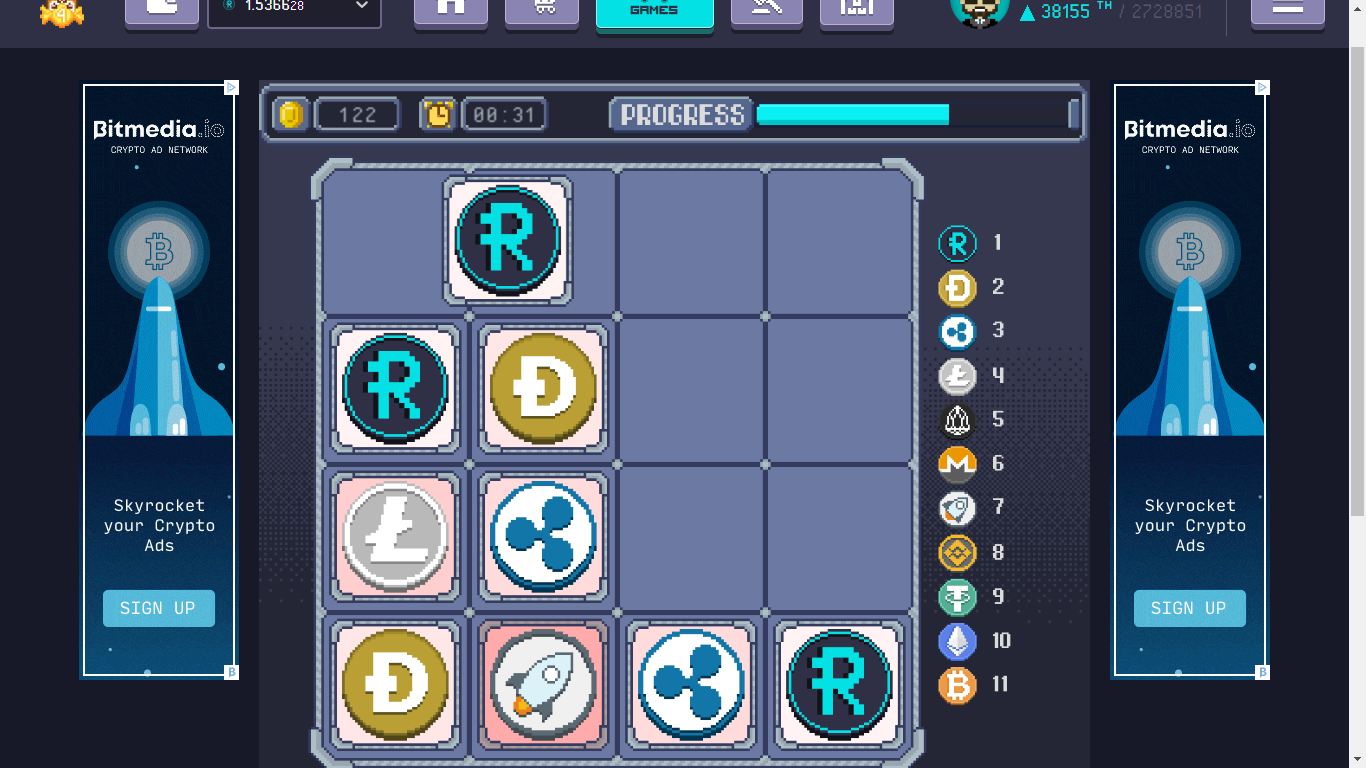 1.536628
GAMES
38155 TH / 2728851
Bitmedia.io
CRYPTO AD NETWORK
Skyrocket
your Crypto
Ads
SIGN UP
122
00:31
PROGRESS
1
2
3
4
5
6
7
8
9
10
11
Bitmedia.io
CRYPTO AD NETWORK
Skyrocket
your Crypto
Ads
SIGN UP